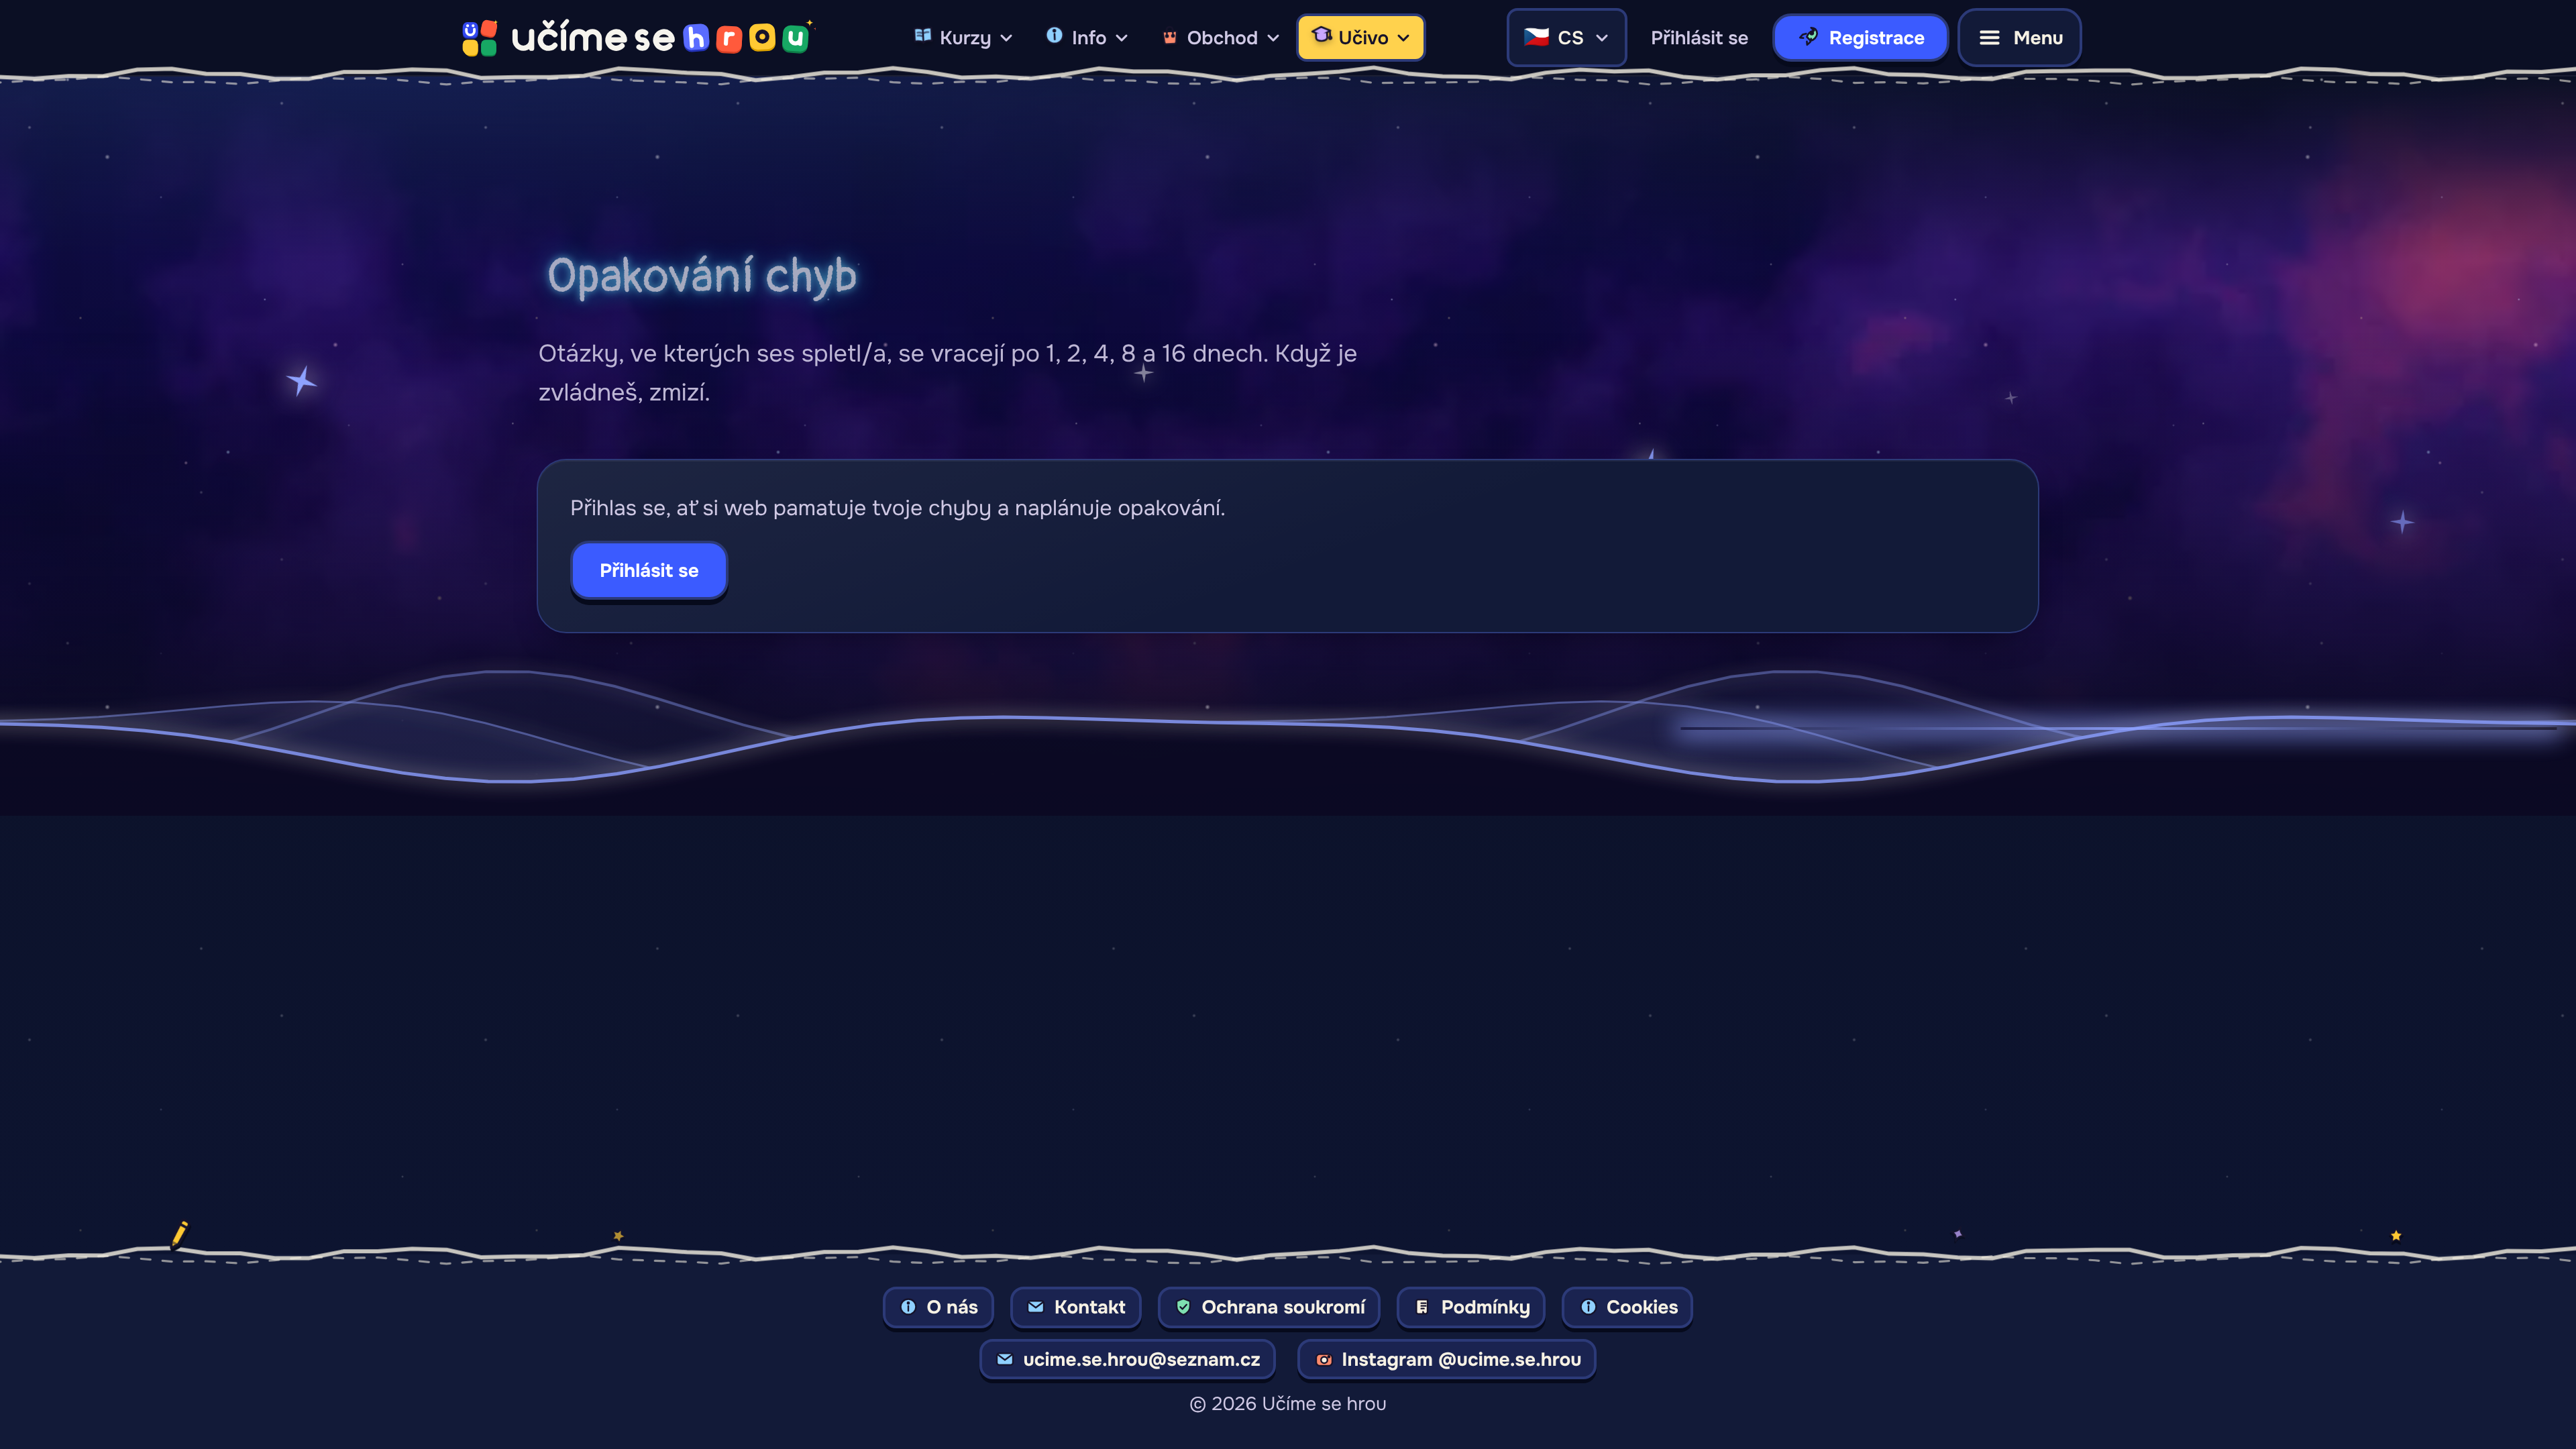 učíme se hrou
Kurzy
Info
Obchod
Učivo
CS
Přihlásit se
Registrace
Menu
Opakování chyb
Otázky, ve kterých ses spletl/a, se vracejí po 1, 2, 4, 8 a 16 dnech. Když je
zvládneš, zmizí.
Přihlas se, ať si web pamatuje tvoje chyby a naplánuje opakování.
Přihlásit se
O nás
Kontakt
Ochrana soukromí
Podmínky
Cookies
ucime.se.hrou@seznam.cz
Instagram @ucime.se.hrou
© 2026 Učíme se hrou